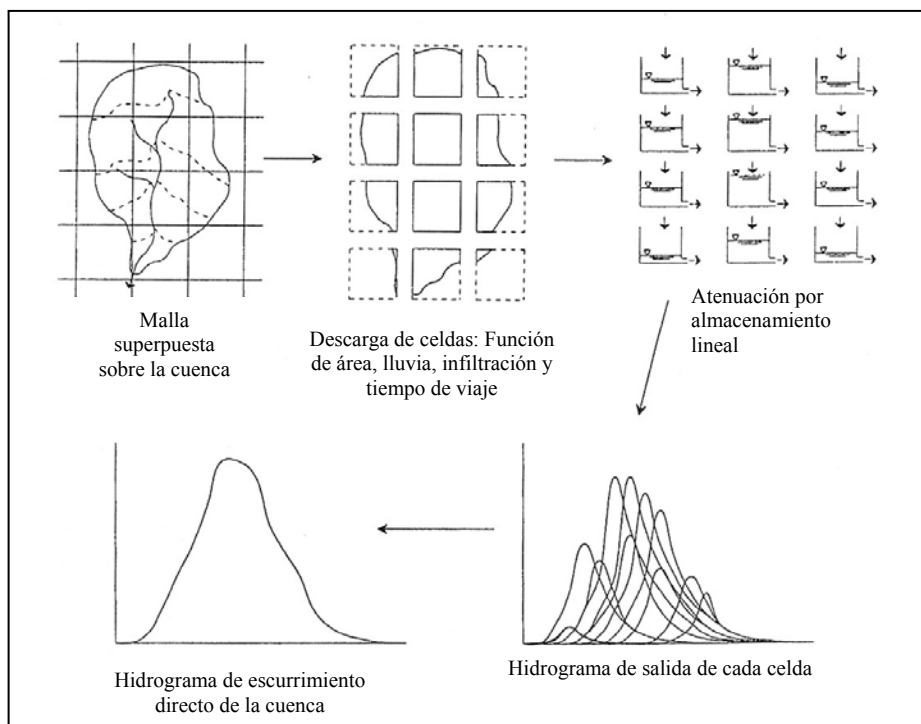 Malla
superpuesta
sobre la cuenca
Descarga de celdas: Función
de área, lluvia, infiltración y
tiempo de viaje
Atenuación por
almacenamiento
lineal
Hidrograma de escurrimiento
directo de la cuenca
Hidrograma de salida de cada celda